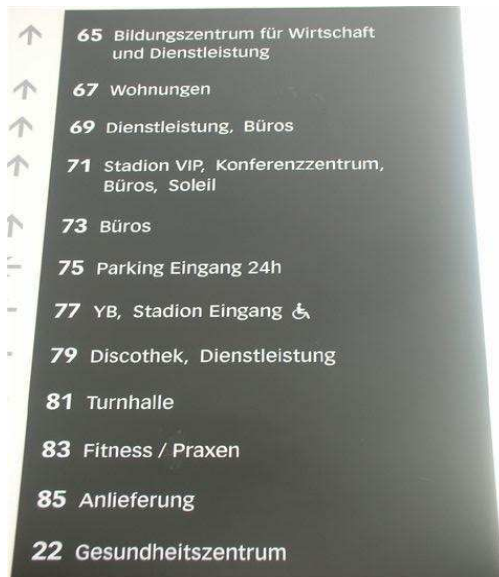 65 Bildungszentrum für Wirtschaft
und Dienstleistung
67 Wohnungen
69 Dienstleistung, Büros
71 Stadion VIP, Konferenzzentrum,
Büros, Soleil
73 Büros
75 Parking Eingang 24h
77 YB, Stadion Eingang
79 Discothek, Dienstleistung
81 Turnhalle
83 Fitness / Praxen
85 Anlieferung
22 Gesundheitszentrum